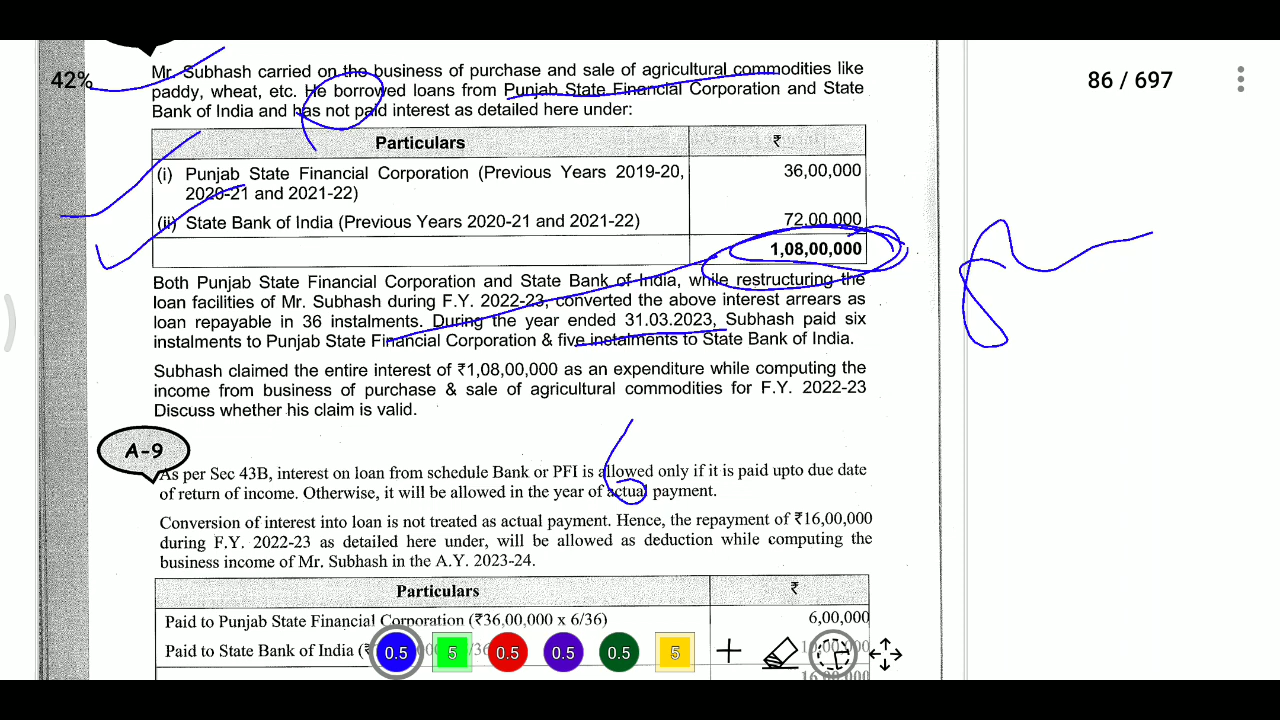 42%
86 / 697
Mr. Subhash carried on the business of purchase and sale of agricultural commodities like
paddy, wheat, etc. He borrowed loans from Punjab State Financial Corporation and State
Bank of India and has not paid interest as detailed here under:
Particulars ₹
(i) Punjab State Financial Corporation (Previous Years 2019-20, 36,00,000
2020-21 and 2021-22)
(ii) State Bank of India (Previous Years 2020-21 and 2021-22) 72,00,000
1,08,00,000
Both Punjab State Financial Corporation and State Bank of India, while restructuring the
loan facilities of Mr. Subhash during F.Y. 2022-23, converted the above interest arrears as
loan repayable in 36 instalments. During the year ended 31.03.2023, Subhash paid six
instalments to Punjab State Financial Corporation & five instalments to State Bank of India.
Subhash claimed the entire interest of ₹1,08,00,000 as an expenditure while computing the
income from business of purchase & sale of agricultural commodities for F.Y. 2022-23
Discuss whether his claim is valid.
6
A-9
As per Sec 43B, interest on loan from schedule Bank or PFI is allowed only if it is paid upto due date
of return of income. Otherwise, it will be allowed in the year of actual payment.
Conversion of interest into loan is not treated as actual payment. Hence, the repayment of ₹16,00,000
during F.Y. 2022-23 as detailed here under, will be allowed as deduction while computing the
business income of Mr. Subhash in the A.Y. 2023-24.
Particulars ₹
Paid to Punjab State Financial Corporation (₹36,00,000 x 6/36) 6,00,000
Paid to State Bank of India 10,00,000
16,00,000
0.5 5 0.5 0.5 0.5 5